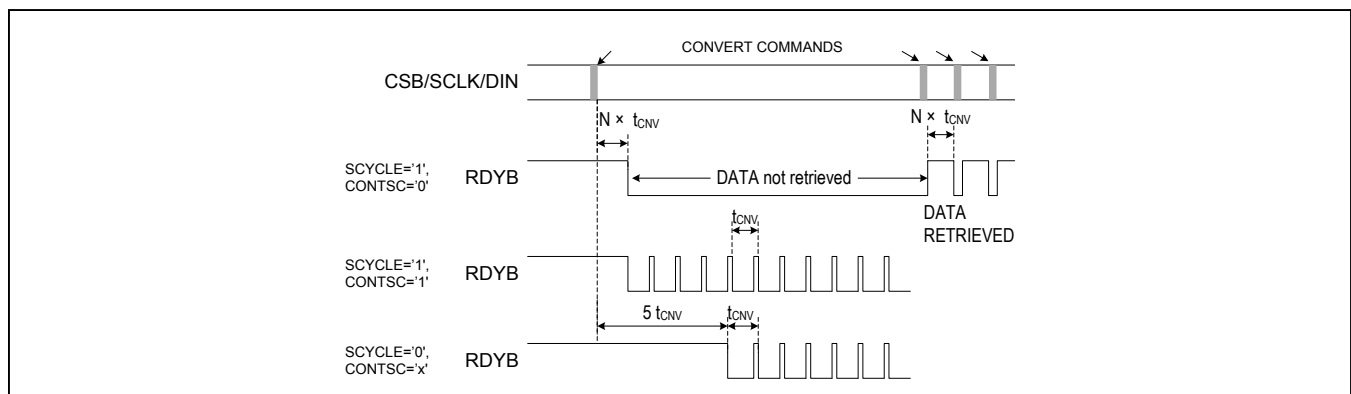 CONVERT COMMANDS
CSB/SCLK/DIN
N × tCNV
N × tCNV
SCYCLE='1',
CONTSC='0'
RDYB
DATA not retrieved
DATA
RETRIEVED
tCNV
SCYCLE='1',
CONTSC='1'
RDYB
5 tCNV
tCNV
SCYCLE='0',
CONTSC='x'
RDYB